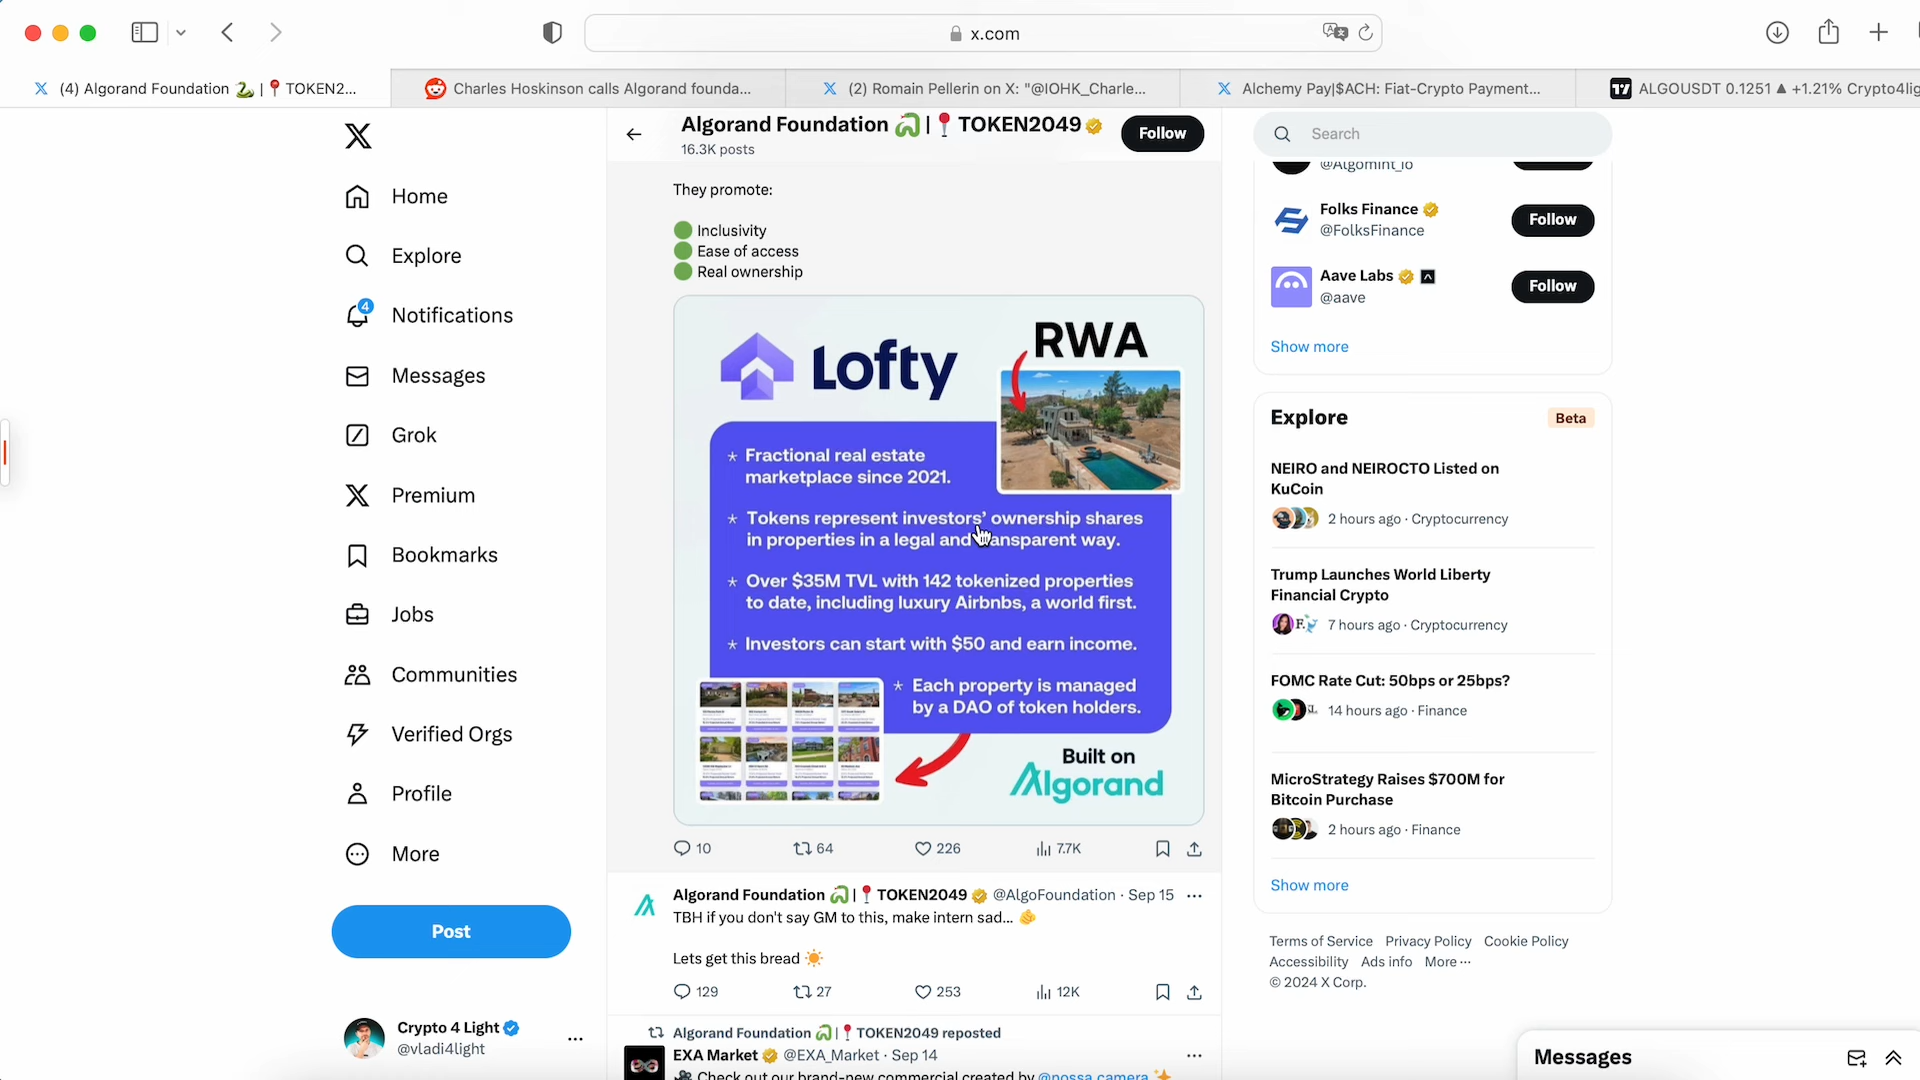 x.com
(4) Algorand Foundation | TOKEN2...
Charles Hoskinson calls Algorand founda...
(2) Romain Pellerin on X: "@IOHK_Charle...
Alchemy Pay|$ACH: Fiat-Crypto Payment...
ALGOUSDT 0.1251 ▲ +1.21% Crypto4lig
Home
Explore
4
Notifications
Messages
Grok
Premium
Bookmarks
Jobs
Communities
Verified Orgs
Profile
More
Post
Crypto 4 Light
@vladi4light
Algorand Foundation | TOKEN2049
16.3K posts
Follow
They promote:
Inclusivity
Ease of access
Real ownership
Lofty
RWA
* Fractional real estate
marketplace since 2021.
* Tokens represent investors' ownership shares
in properties in a legal and transparent way.
* Over $35M TVL with 142 tokenized properties
to date, including luxury Airbnbs, a world first.
* Investors can start with $50 and earn income.
* Each property is managed
by a DAO of token holders.
Built on
Algorand
10 64 226 7.7K
Algorand Foundation | TOKEN2049 @AlgoFoundation · Sep 15
TBH if you don't say GM to this, make intern sad...
Lets get this bread
129 27 253 12K
Algorand Foundation | TOKEN2049 reposted
EXA Market @EXA_Market · Sep 14
Check out our brand-new commercial created by @nossa.camera
Search
@Algomint_io
Folks Finance
@FolksFinance
Follow
Aave Labs
@aave
Follow
Show more
Explore
Beta
NEIRO and NEIROCTO Listed on
KuCoin
2 hours ago · Cryptocurrency
Trump Launches World Liberty
Financial Crypto
7 hours ago · Cryptocurrency
FOMC Rate Cut: 50bps or 25bps?
14 hours ago · Finance
MicroStrategy Raises $700M for
Bitcoin Purchase
2 hours ago · Finance
Show more
Terms of Service Privacy Policy Cookie Policy
Accessibility Ads info More ···
© 2024 X Corp.
Messages